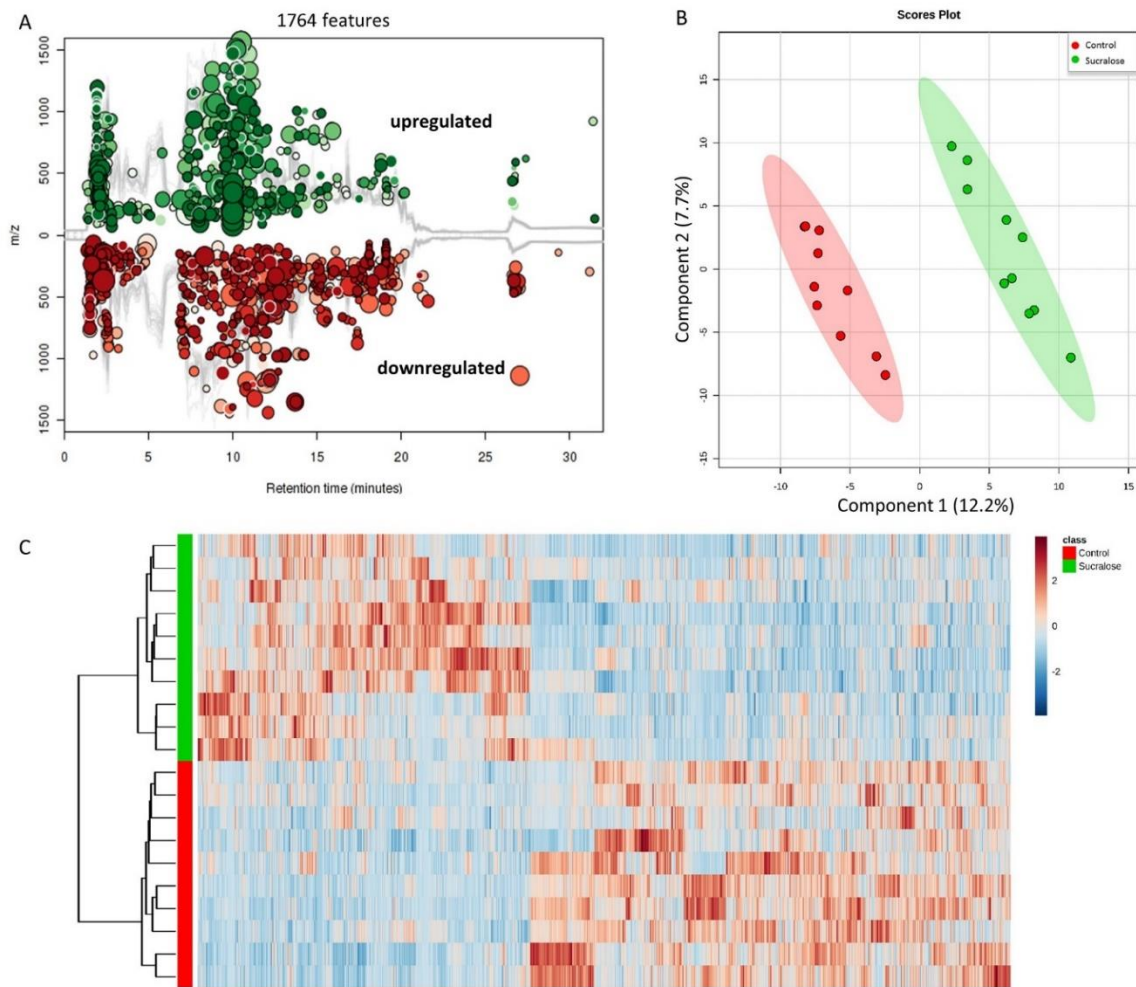 A
1764 features
upregulated
downregulated
m/z
1500
1000
500
0
500
1000
1500
0
5
10
15
20
25
30
Retention time (minutes)
B
Scores Plot
Control
Sucralose
Component 2 (7.7%)
15
10
5
0
-5
-10
-15
-10
-5
0
5
10
15
Component 1 (12.2%)
C
class
Control
Sucralose
2
0
-2